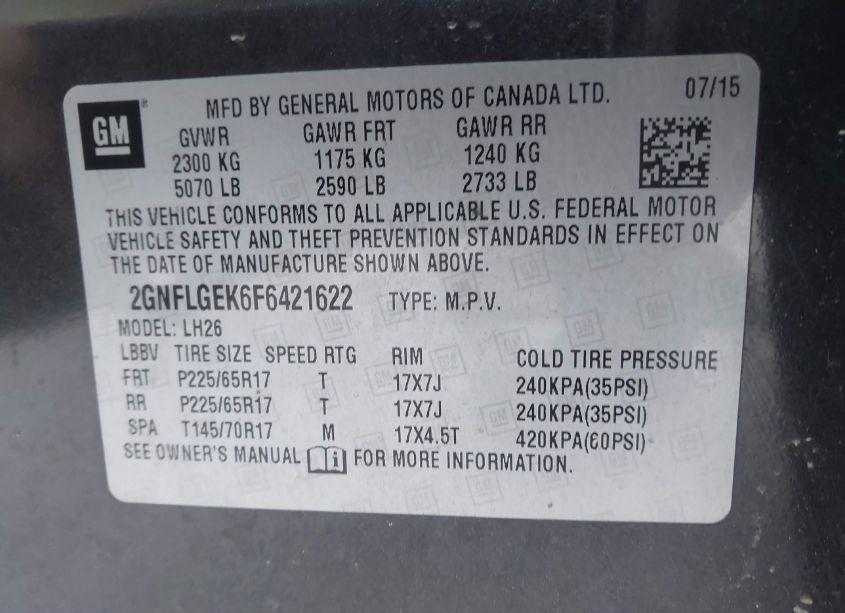 GM
MFD BY GENERAL MOTORS OF CANADA LTD. 07/15
GVWR GAWR FRT GAWR RR
2300 KG 1175 KG 1240 KG
5070 LB 2590 LB 2733 LB
THIS VEHICLE CONFORMS TO ALL APPLICABLE U.S. FEDERAL MOTOR
VEHICLE SAFETY AND THEFT PREVENTION STANDARDS IN EFFECT ON
THE DATE OF MANUFACTURE SHOWN ABOVE.
2GNFLGEK6F6421622 TYPE: M.P.V.
MODEL: LH26
LBBV TIRE SIZE SPEED RTG RIM COLD TIRE PRESSURE
FRT P225/65R17 T 17X7J 240KPA(35PSI)
RR P225/65R17 T 17X7J 240KPA(35PSI)
SPA T145/70R17 M 17X4.5T 420KPA(60PSI)
SEE OWNER'S MANUAL i FOR MORE INFORMATION.